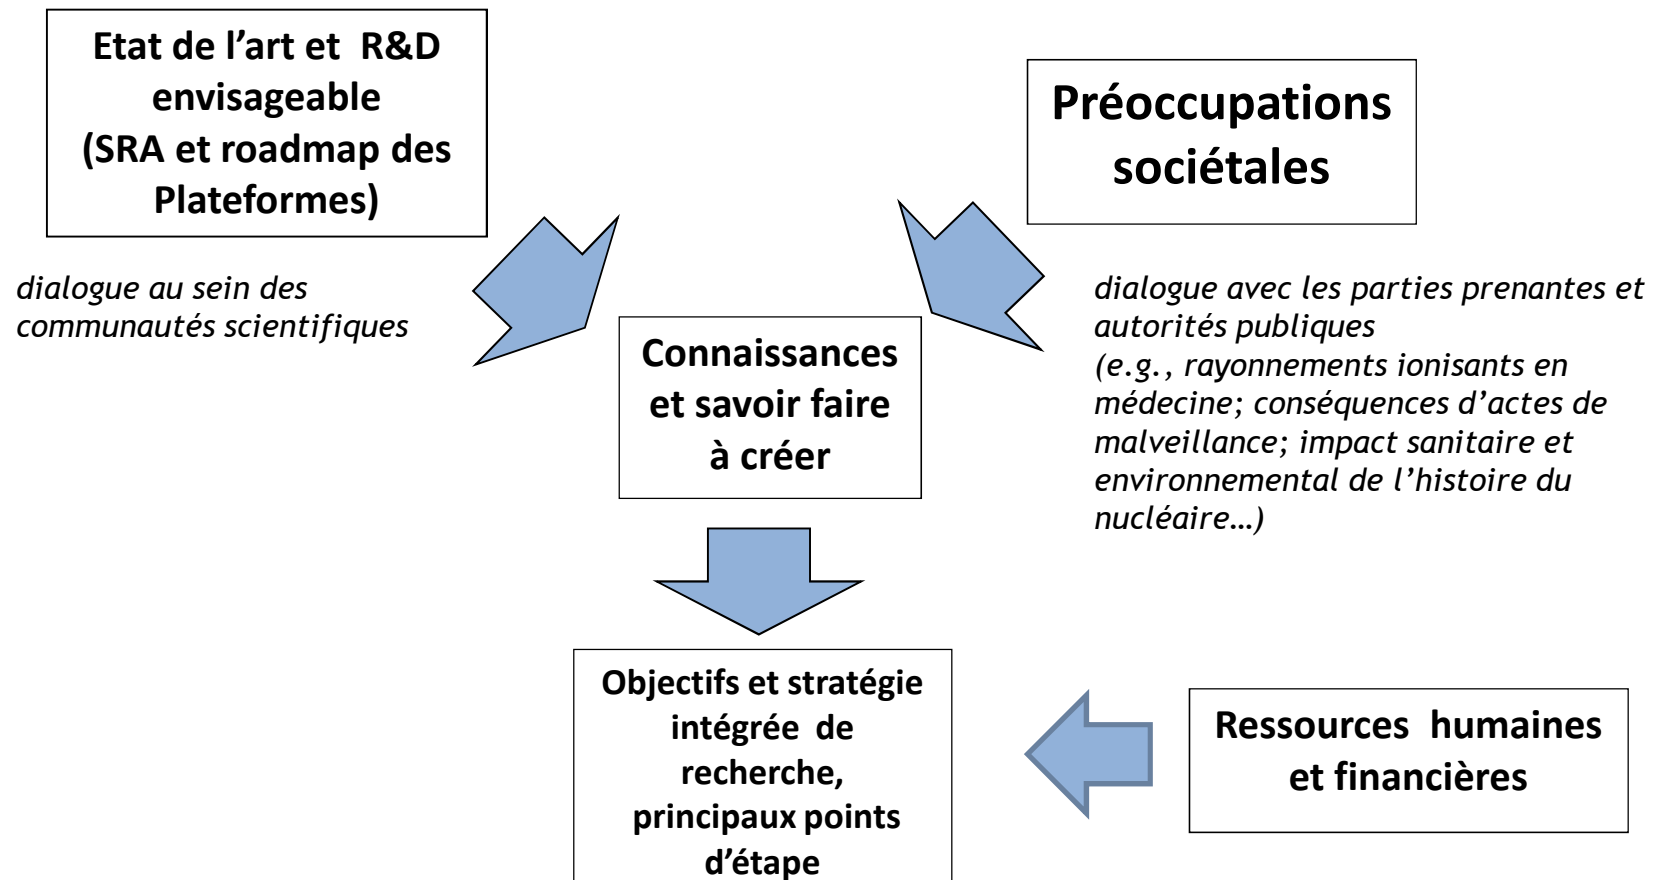 Etat de l’art et R&D
envisageable
(SRA et roadmap des
Plateformes)
Préoccupations
sociétales
dialogue au sein des
communautés scientifiques
dialogue avec les parties prenantes et
autorités publiques
(e.g., rayonnements ionisants en
médecine; conséquences d’actes de
malveillance; impact sanitaire et
environnemental de l’histoire du
nucléaire…)
Connaissances
et savoir faire
à créer
Objectifs et stratégie
intégrée de
recherche,
principaux points
d’étape
Ressources humaines
et financières